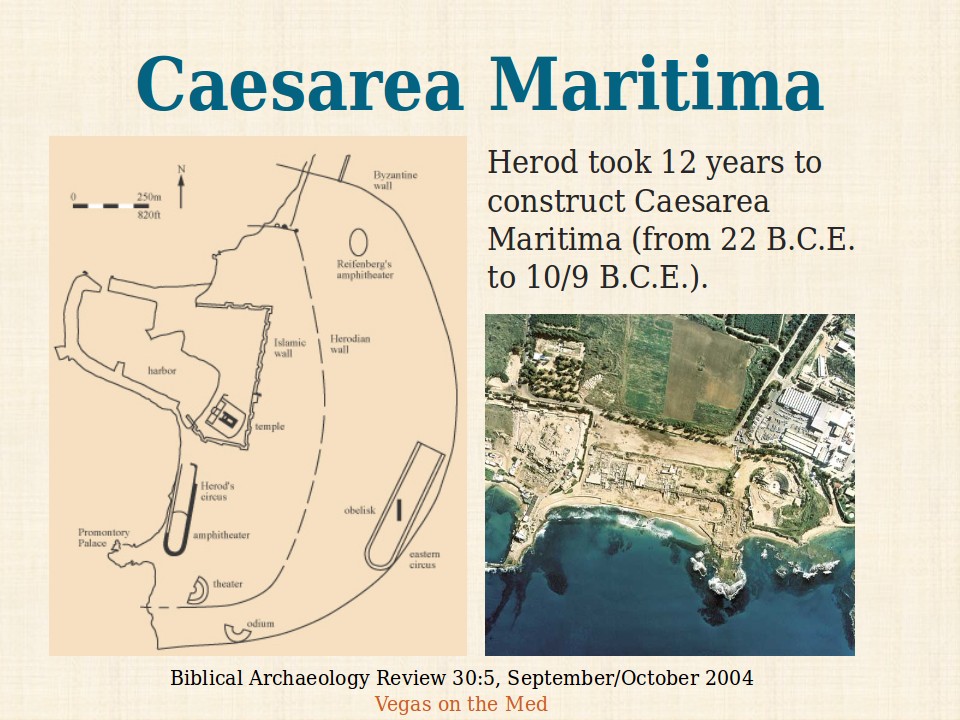 Caesarea Maritima
Herod took 12 years to
construct Caesarea
Maritima (from 22 B.C.E.
to 10/9 B.C.E.).
N
0
250m
820ft
Byzantine
wall
Reifenberg's
amphitheater
Islamic
wall
Herodian
wall
harbor
temple
Herod's
circus
obelisk
Promontory
Palace
amphitheater
eastern
circus
theater
odium
Biblical Archaeology Review 30:5, September/October 2004
Vegas on the Med